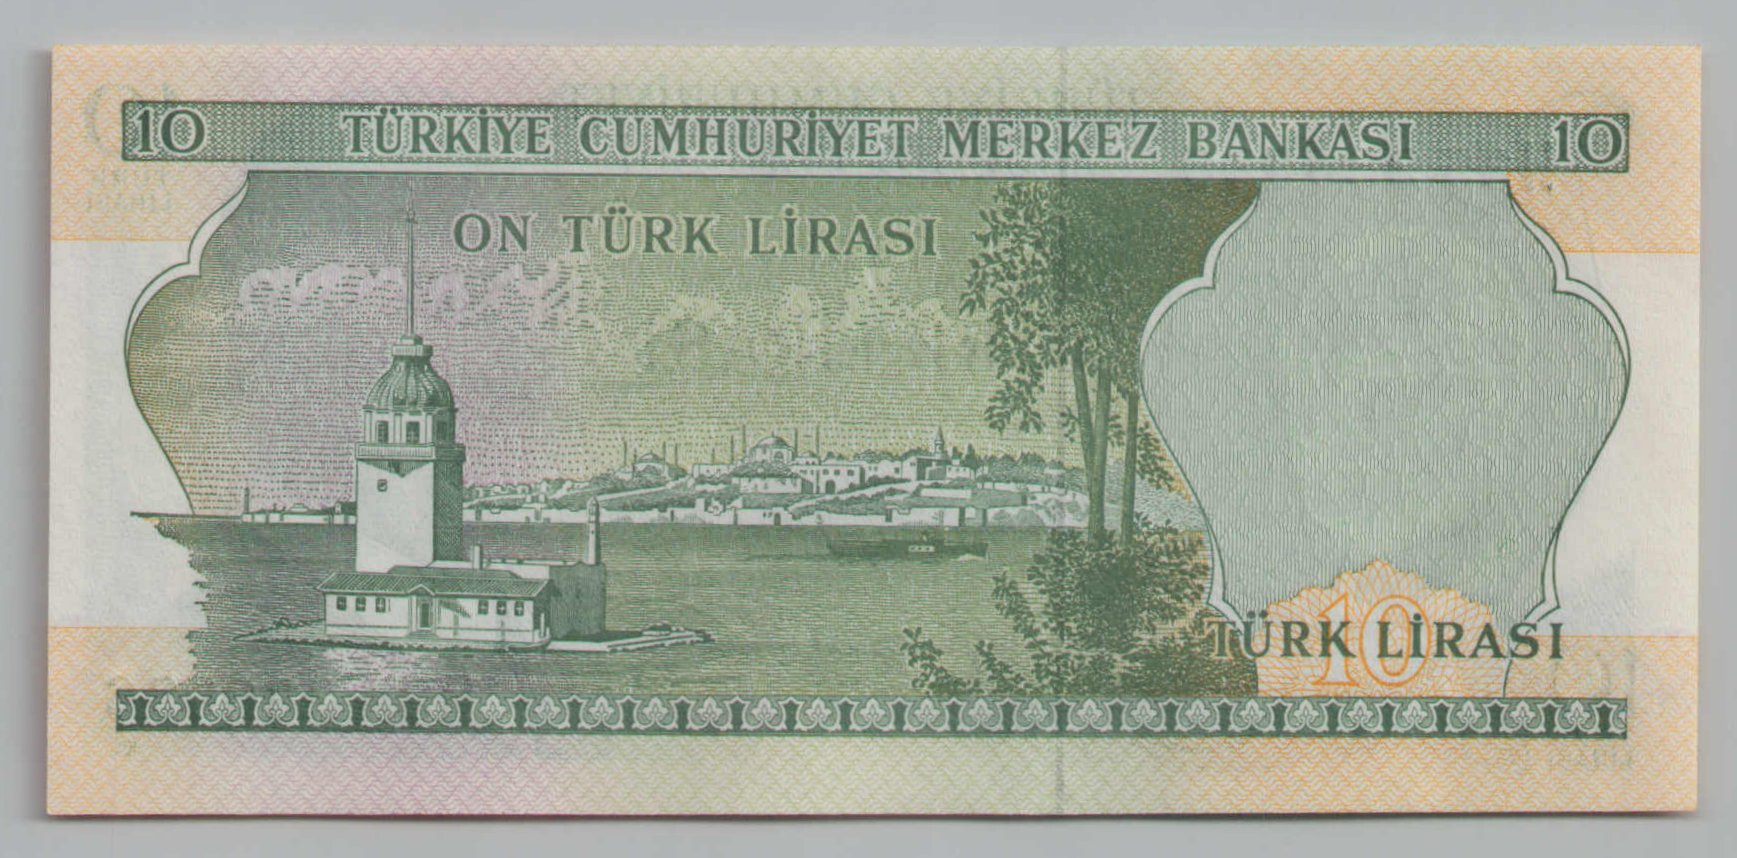 10 TÜRKİYE CUMHURİYET MERKEZ BANKASI 10
ON TÜRK LİRASI
10
TÜRK LİRASI